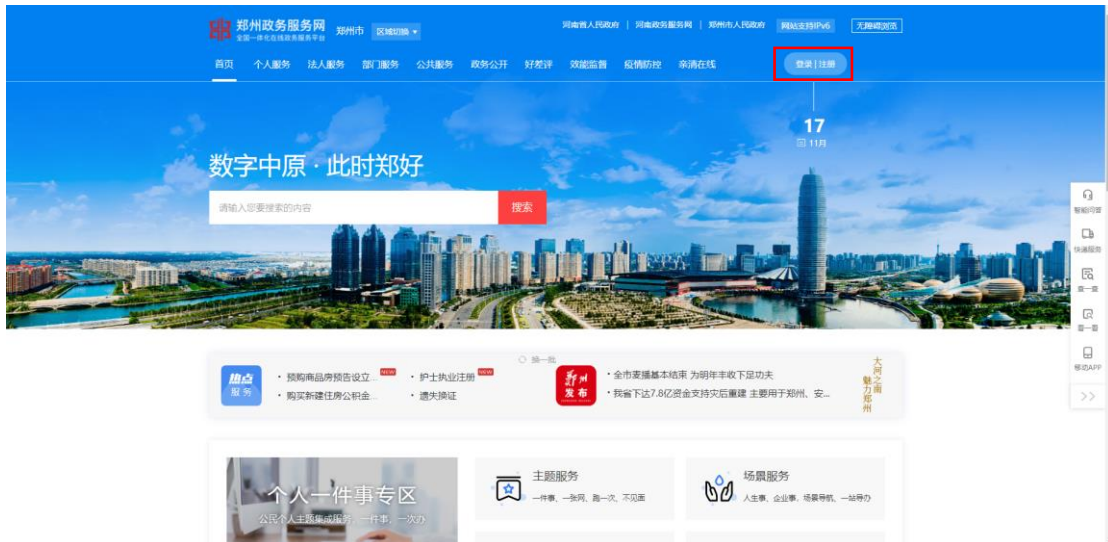 郑州政务服务网
全国一体化在线政务服务平台
郑州市 区域切换
河南省人民政府 | 河南政务服务网 | 郑州市人民政府 网站支持IPv6 无障碍浏览
首页 个人服务 法人服务 部门服务 公共服务 政务公开 好差评 效能监督 疫情防控 亲清在线 登录 | 注册
17
11月
数字中原 · 此时郑好
请输入您要搜索的内容 搜索
智能问答
快递服务
查一查
看一看
移动APP
>>
换一批
热点
服务
· 预购商品房预告设立... NEW
· 护士执业注册 NEW
· 购买新建住房公积金...
· 遗失换证
郑州
发布
· 全市麦播基本结束 为明年丰收下足功夫
· 我省下达7.8亿资金支持灾后重建 主要用于郑州、安...
大河之南
魅力郑州
个人一件事专区
公民个人主题集成服务，一件事，一次办
主题服务
一件事、一张网、跑一次、不见面
场景服务
人生事、企业事、场景导航、一站导办